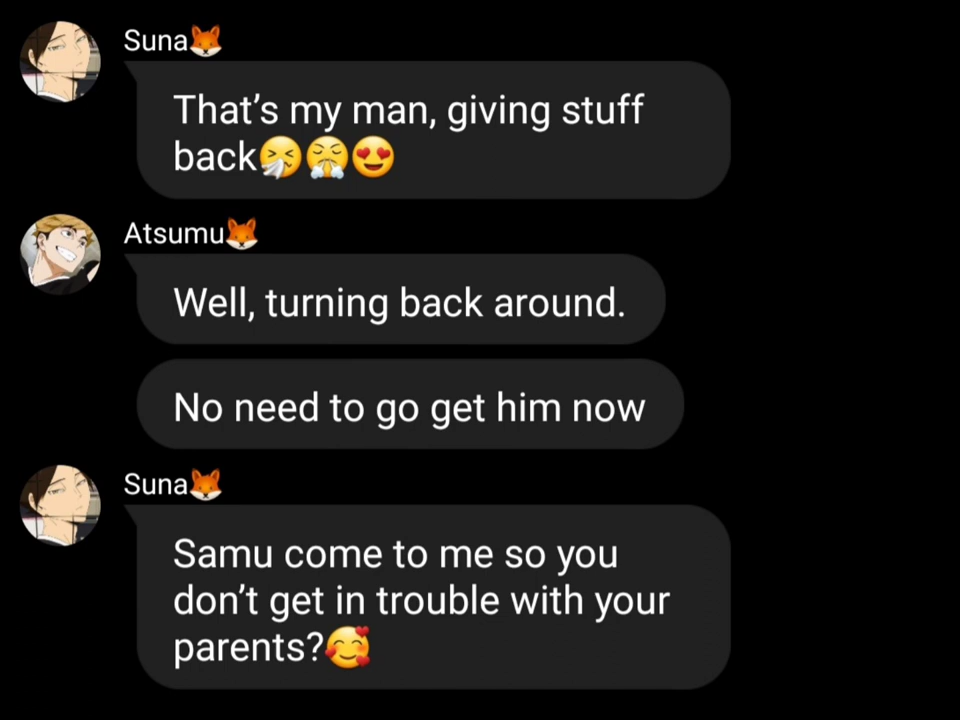 Suna🦊
That’s my man, giving stuff
back🤧😤😍
Atsumu🦊
Well, turning back around.
No need to go get him now
Suna🦊
Samu come to me so you
don’t get in trouble with your
parents?🥰